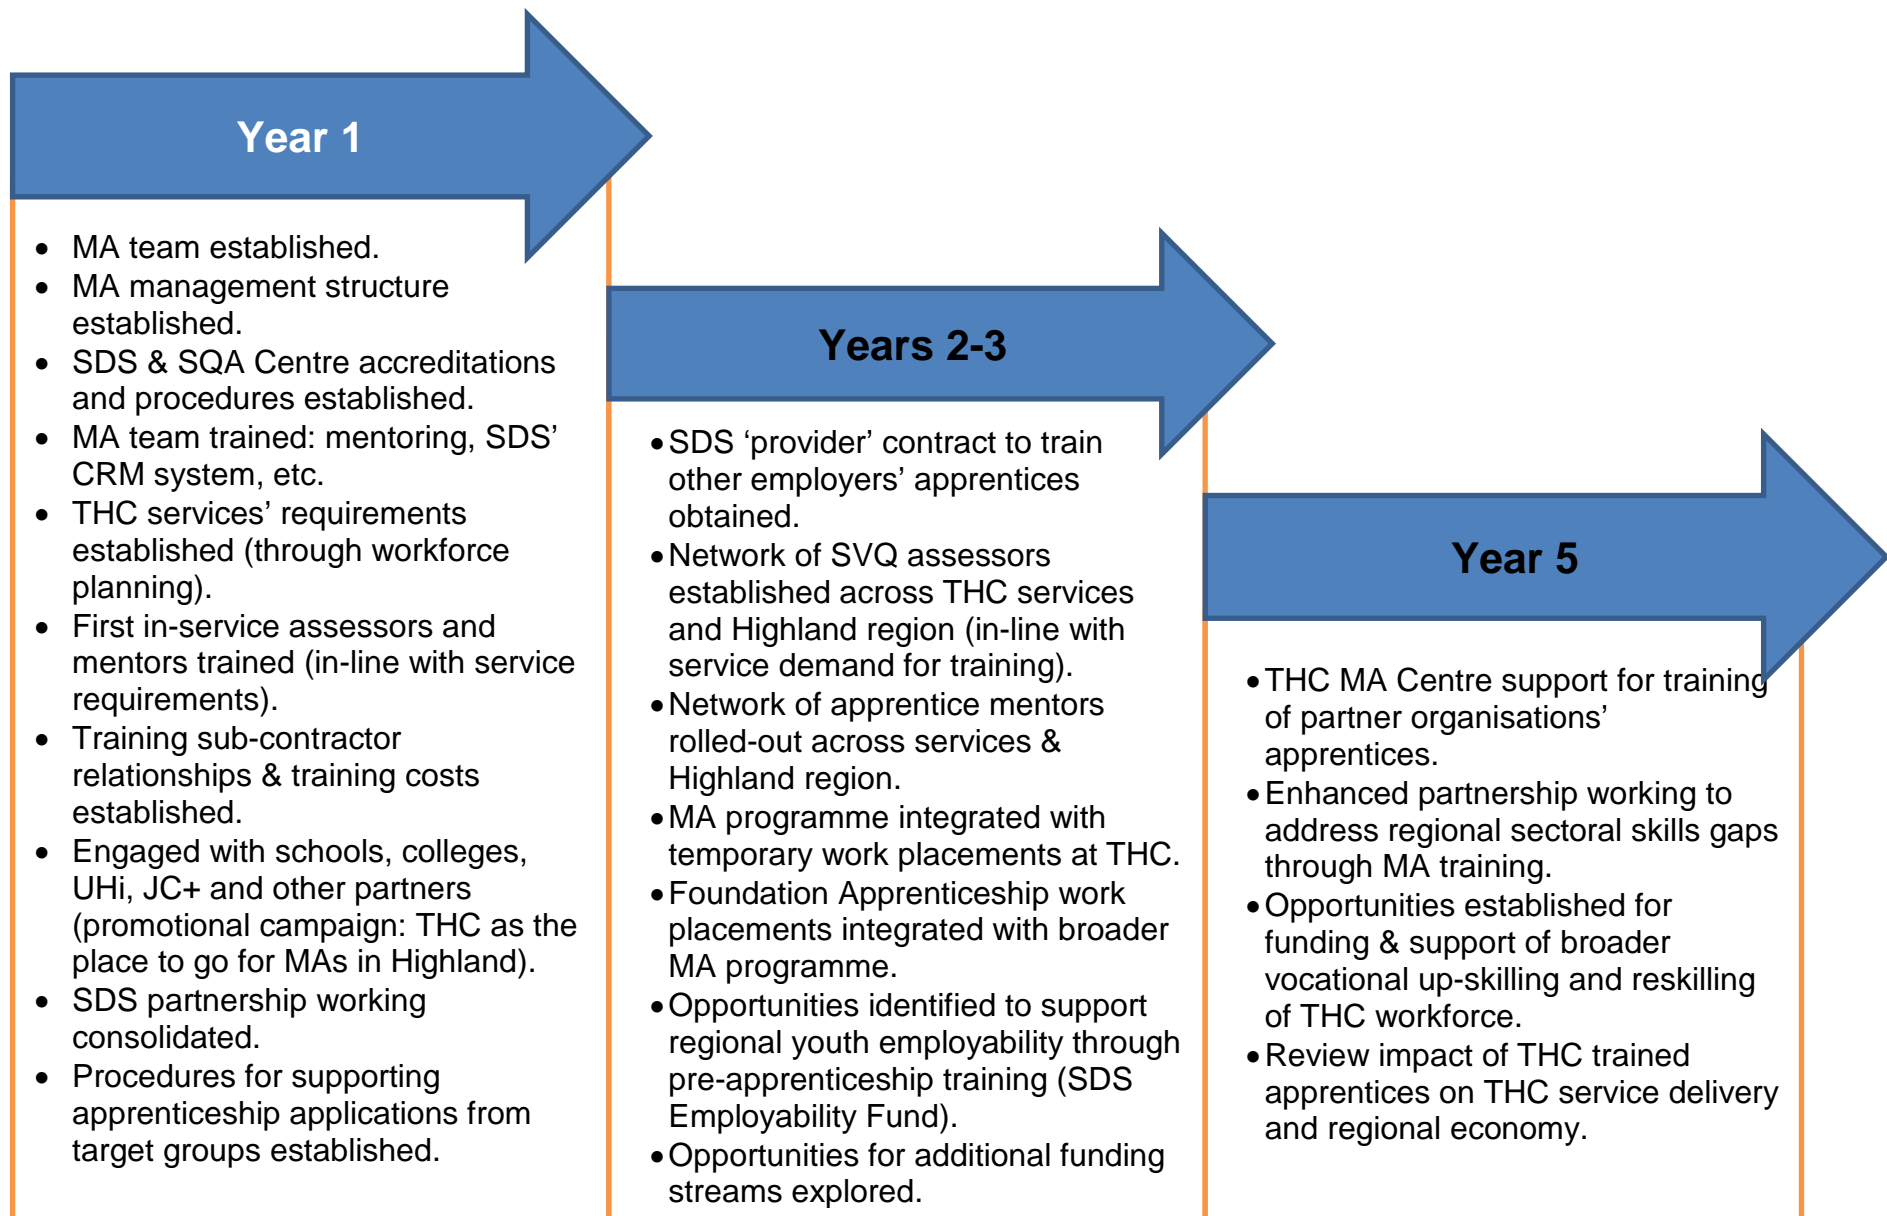 Year 1
• MA team established.
• MA management structure
established.
• SDS & SQA Centre accreditations
and procedures established.
• MA team trained: mentoring, SDS’
CRM system, etc.
• THC services’ requirements
established (through workforce
planning).
• First in-service assessors and
mentors trained (in-line with service
requirements).
• Training sub-contractor
relationships & training costs
established.
• Engaged with schools, colleges,
UHi, JC+ and other partners
(promotional campaign: THC as the
place to go for MAs in Highland).
• SDS partnership working
consolidated.
• Procedures for supporting
apprenticeship applications from
target groups established.
Years 2-3
• SDS ‘provider’ contract to train
other employers’ apprentices
obtained.
• Network of SVQ assessors
established across THC services
and Highland region (in-line with
service demand for training).
• Network of apprentice mentors
rolled-out across services &
Highland region.
• MA programme integrated with
temporary work placements at THC.
• Foundation Apprenticeship work
placements integrated with broader
MA programme.
• Opportunities identified to support
regional youth employability through
pre-apprenticeship training (SDS
Employability Fund).
• Opportunities for additional funding
streams explored.
Year 5
• THC MA Centre support for training
of partner organisations’
apprentices.
• Enhanced partnership working to
address regional sectoral skills gaps
through MA training.
• Opportunities established for
funding & support of broader
vocational up-skilling and reskilling
of THC workforce.
• Review impact of THC trained
apprentices on THC service delivery
and regional economy.